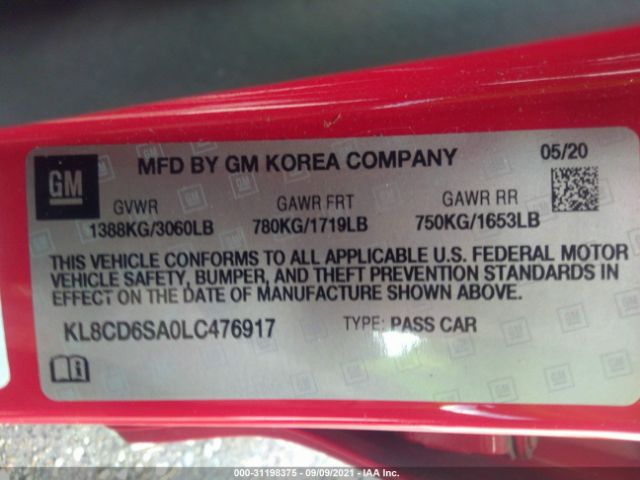 GM
MFD BY GM KOREA COMPANY 05/20
GVWR GAWR FRT GAWR RR
1388KG/3060LB 780KG/1719LB 750KG/1653LB
THIS VEHICLE CONFORMS TO ALL APPLICABLE U.S. FEDERAL MOTOR
VEHICLE SAFETY, BUMPER, AND THEFT PREVENTION STANDARDS IN
EFFECT ON THE DATE OF MANUFACTURE SHOWN ABOVE.
KL8CD6SA0LC476917 TYPE: PASS CAR
000-31198375 - 09/09/2021 - IAA Inc.